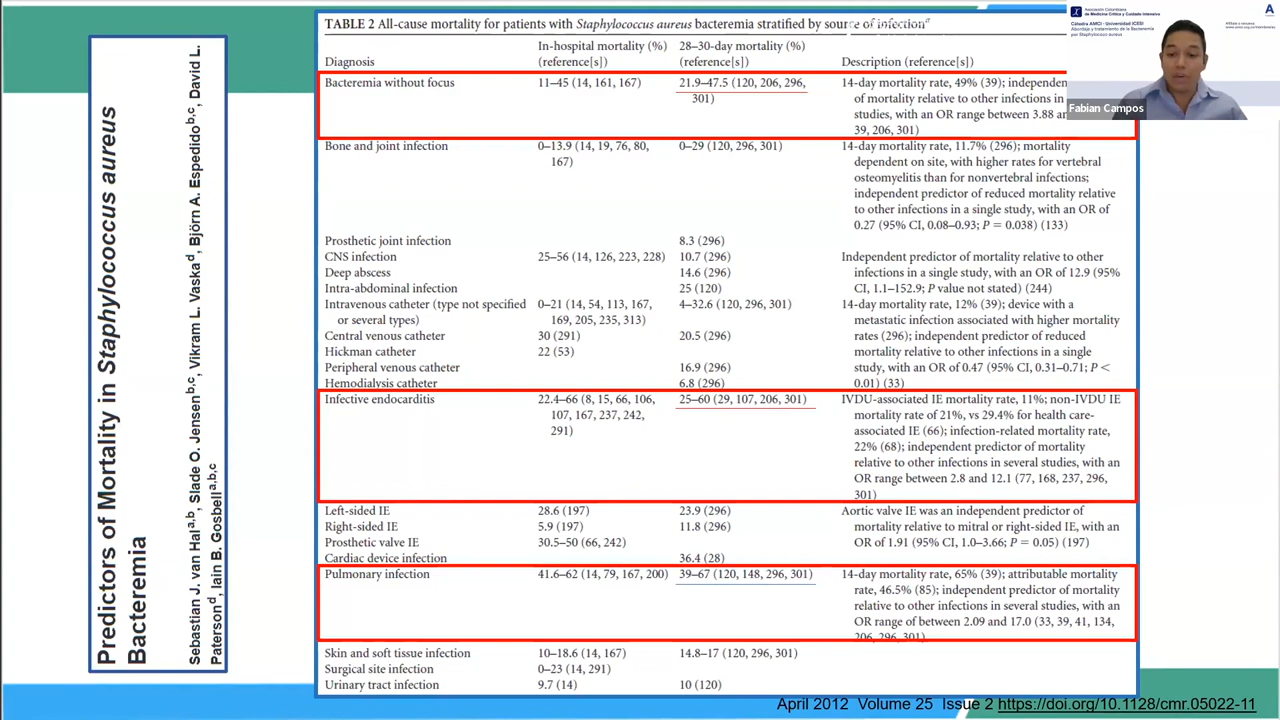 Predictors of Mortality in Staphylococcus aureus
Bacteremia
Sebastian J. van Hal a,b, Slade O. Jensen b,c, Vikram L. Vaska d, Björn A. Espedido b,c, David L.
Paterson d, Iain B. Gosbell a,b,c
Diagnosis
In-hospital mortality (%)
(reference[s])
28-30-day mortality (%)
(reference[s])
Description (reference[s])
Bacteremia without focus
11–45 (14, 161, 167)
21.9–47.5 (120, 206, 296,
301)
14-day mortality rate, 49% (39); independent
of mortality relative to other infections in
studies, with an OR range between 3.88 an
39, 206, 301)
Bone and joint infection
0–13.9 (14, 19, 76, 80,
167)
0–29 (120, 296, 301)
14-day mortality rate, 11.7% (296); mortality
dependent on site, with higher rates for vertebral
osteomyelitis than for nonvertebral infections;
independent predictor of reduced mortality relative
to other infections in a single study, with an OR of
0.27 (95% CI, 0.08–0.93; P = 0.038) (133)
Prosthetic joint infection
8.3 (296)
CNS infection
25–56 (14, 126, 223, 228)
10.7 (296)
Independent predictor of mortality relative to other
infections in a single study, with an OR of 12.9 (95%
CI, 1.1–152.9; P value not stated) (244)
Deep abscess
14.6 (296)
Intra-abdominal infection
25 (120)
Intravenous catheter (type not specified
or several types)
0–21 (14, 54, 113, 167,
169, 205, 235, 313)
4–32.6 (120, 296, 301)
14-day mortality rate, 12% (39); device with a
metastatic infection associated with higher mortality
rates (296); independent predictor of reduced
mortality relative to other infections in a single
study, with an OR of 0.47 (95% CI, 0.31–0.71; P <
0.01) (33)
Central venous catheter
30 (291)
20.5 (296)
Hickman catheter
22 (53)
Peripheral venous catheter
16.9 (296)
Hemodialysis catheter
6.8 (296)
Infective endocarditis
22.4–66 (8, 15, 66, 106,
107, 167, 237, 242,
291)
25–60 (29, 107, 206, 301)
IVDU-associated IE mortality rate, 11%; non-IVDU IE
mortality rate of 21%, vs 29.4% for health care-
associated IE (66); infection-related mortality rate,
22% (68); independent predictor of mortality
relative to other infections in several studies, with an
OR range between 2.8 and 12.1 (77, 168, 237, 296,
301)
Left-sided IE
28.6 (197)
23.9 (296)
Aortic valve IE was an independent predictor of
mortality relative to mitral or right-sided IE, with an
OR of 1.91 (95% CI, 1.0–3.66; P = 0.05) (197)
Right-sided IE
5.9 (197)
11.8 (296)
Prosthetic valve IE
30.5–50 (66, 242)
Cardiac device infection
36.4 (28)
Pulmonary infection
41.6–62 (14, 79, 167, 200)
39–67 (120, 148, 296, 301)
14-day mortality rate, 65% (39); attributable mortality
rate, 46.5% (85); independent predictor of mortality
relative to other infections in several studies, with an
OR range of between 2.09 and 17.0 (33, 39, 41, 134,
206, 296, 301)
Skin and soft tissue infection
10–18.6 (14, 167)
14.8–17 (120, 296, 301)
Surgical site infection
0–23 (14, 291)
Urinary tract infection
9.7 (14)
10 (120)
Asociación Colombiana
de Medicina Crítica y Cuidado Intensivo
Cátedra AMCI - Universidad ICESI
Abordaje y tratamiento de la Bacteremia
por Staphylococcus aureus
A
Fabian Campos
April 2012 Volume 25 Issue 2 https://doi.org/10.1128/cmr.05022-11